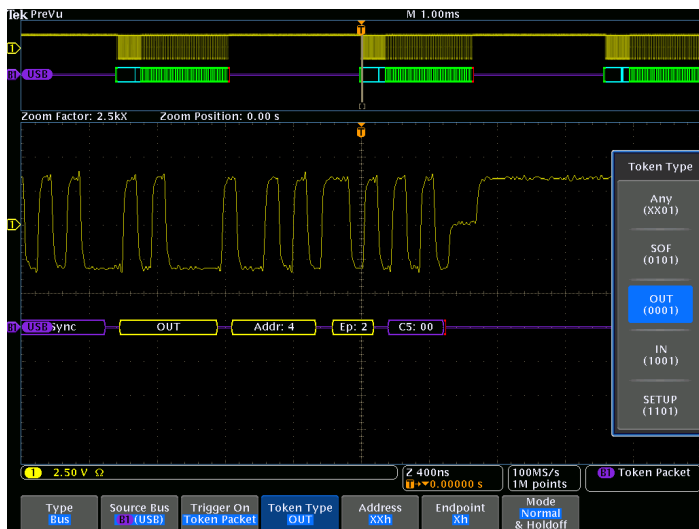 Tek PreVu M 1.00ms
T
1
B1 USB
Zoom Factor: 2.5kX Zoom Position: 0.00 s
T
1
B1 USB Sync OUT Addr: 4 Ep: 2 C5: 00
Token Type
Any
(XX01)
SOF
(0101)
OUT
(0001)
IN
(1001)
SETUP
(1101)
1 2.50 V Ω
Z 400ns
T→▼0.00000 s
100MS/s
1M points
B1 Token Packet
Type
Bus
Source Bus
B1 (USB)
Trigger On
Token Packet
Token Type
OUT
Address
XXh
Endpoint
Xh
Mode
Normal
& Holdoff